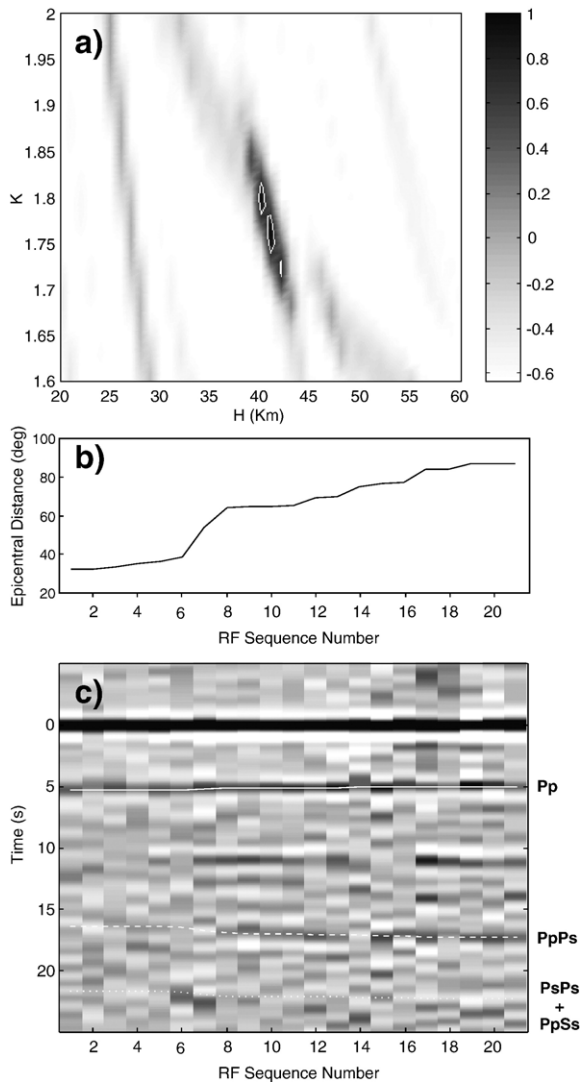 a)
2
1.95
1.9
1.85
1.8
1.75
1.7
1.65
1.6
K
20 25 30 35 40 45 50 55 60
H (Km)
1
0.8
0.6
0.4
0.2
0
-0.2
-0.4
-0.6
b)
100
80
60
40
20
Epicentral Distance (deg)
2 4 6 8 10 12 14 16 18 20
RF Sequence Number
c)
0
5
10
15
20
Time (s)
Pp
PpPs
PsPs
+
PpSs
2 4 6 8 10 12 14 16 18 20
RF Sequence Number